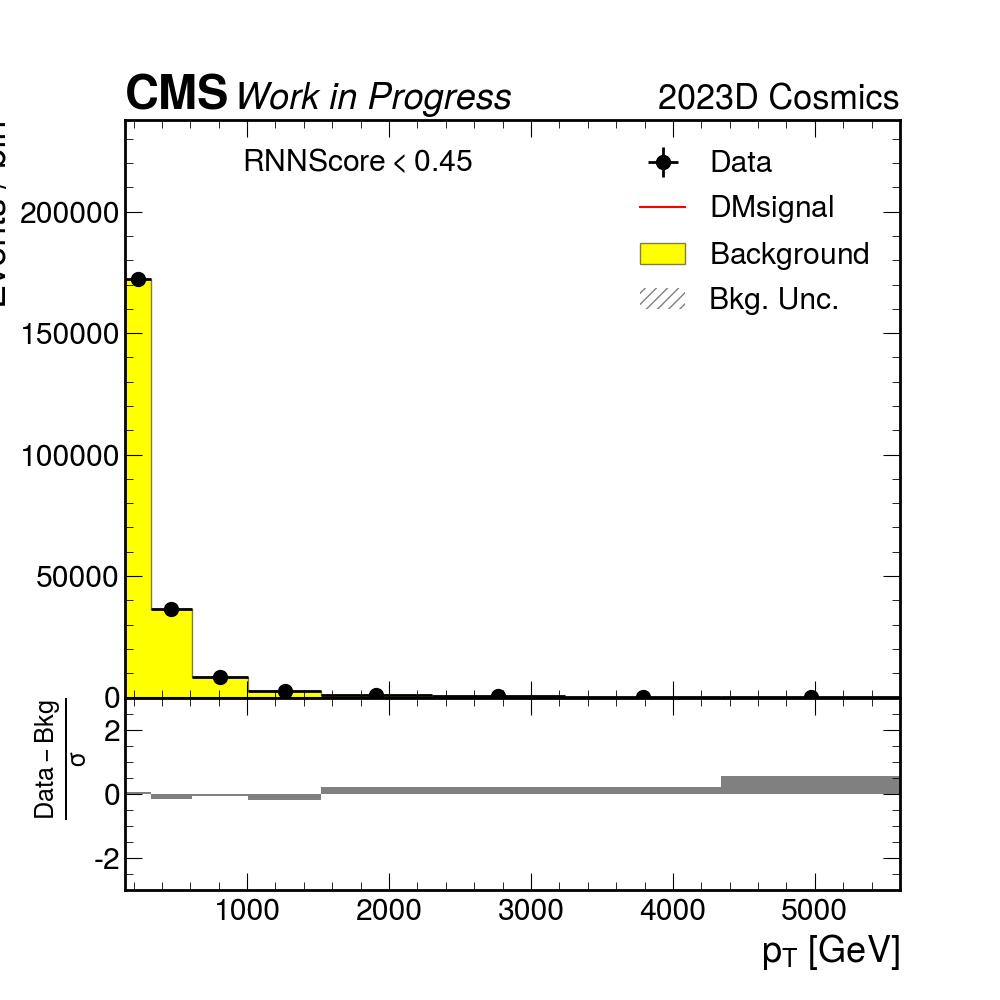 CMS Work in Progress 2023D Cosmics
RNNScore < 0.45
Data
DMsignal
Background
Bkg. Unc.
200000
150000
100000
50000
0
Data – Bkg
σ
2
0
-2
1000 2000 3000 4000 5000
pT [GeV]